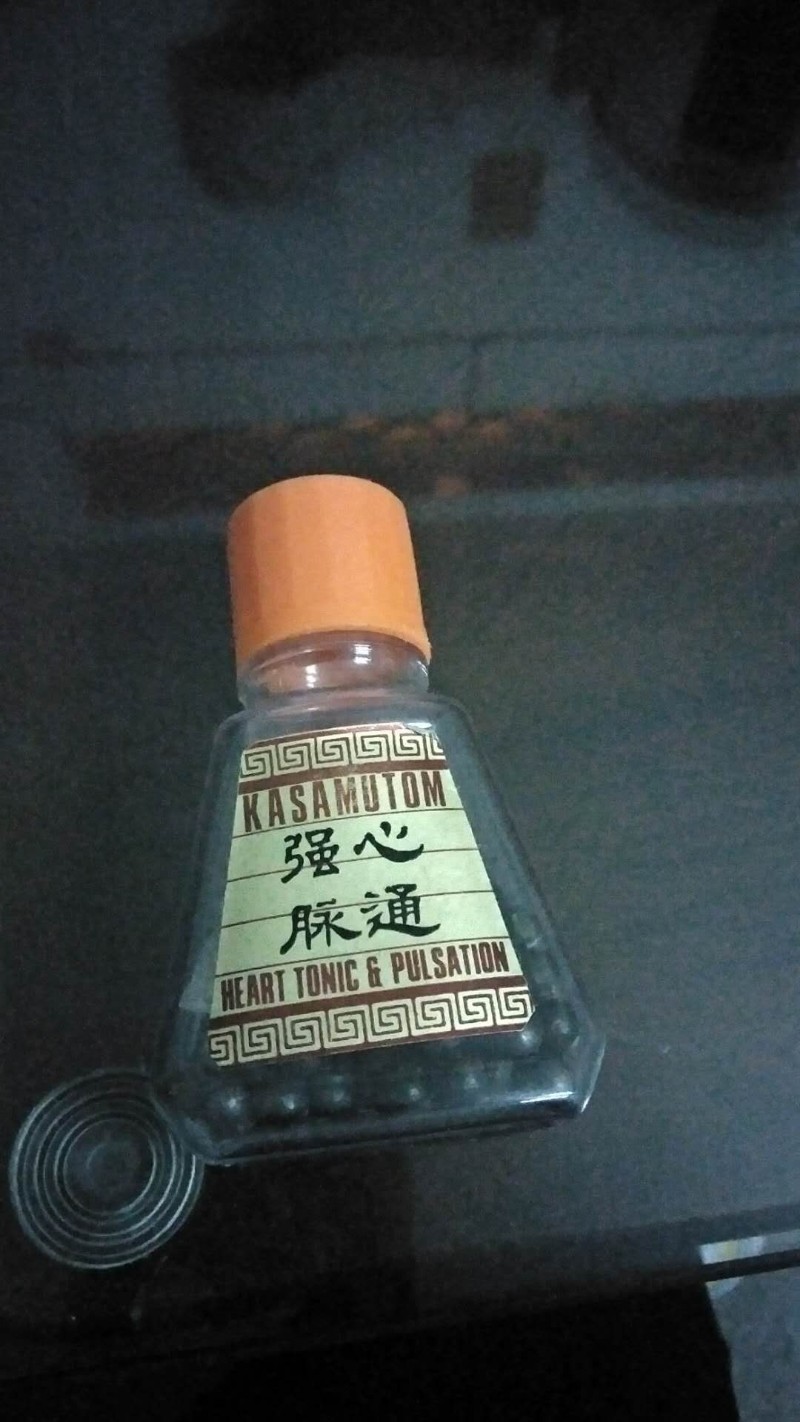 KASAMUTOM
强心
脉通
HEART TONIC & PULSATION